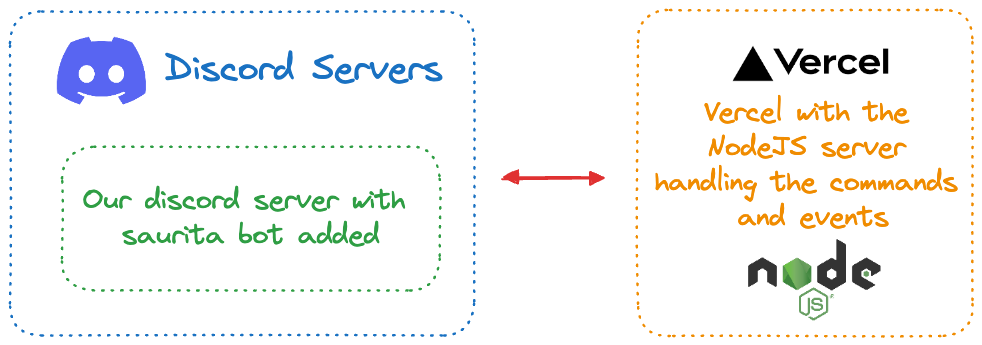 Discord Servers
Our discord server with
saurita bot added
Vercel
Vercel with the
NodeJS server
handling the commands
and events
node
JS